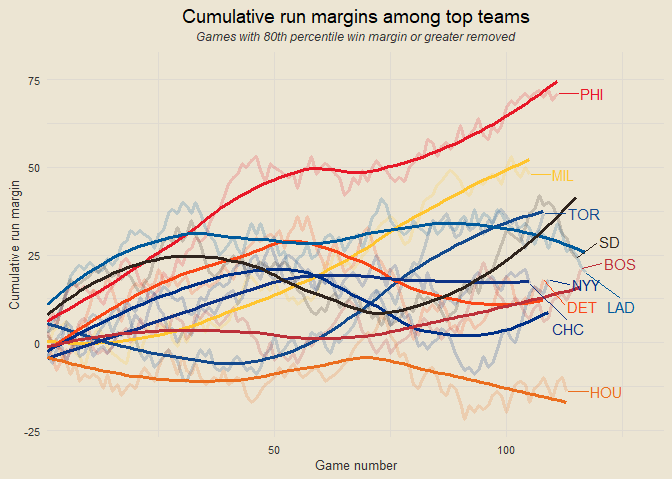 Cumulative run margins among top teams
Games with 80th percentile win margin or greater removed
Cumulative run margin
75
50
25
0
-25
PHI
MIL
TOR
SD
BOS
NYY
DET
LAD
CHC
HOU
50
100
Game number